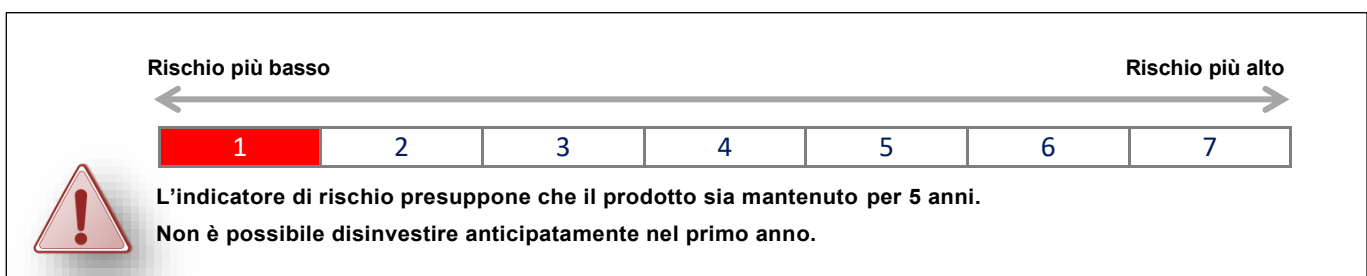 Rischio più basso Rischio più alto
1 2 3 4 5 6 7
L’indicatore di rischio presuppone che il prodotto sia mantenuto per 5 anni.
Non è possibile disinvestire anticipatamente nel primo anno.